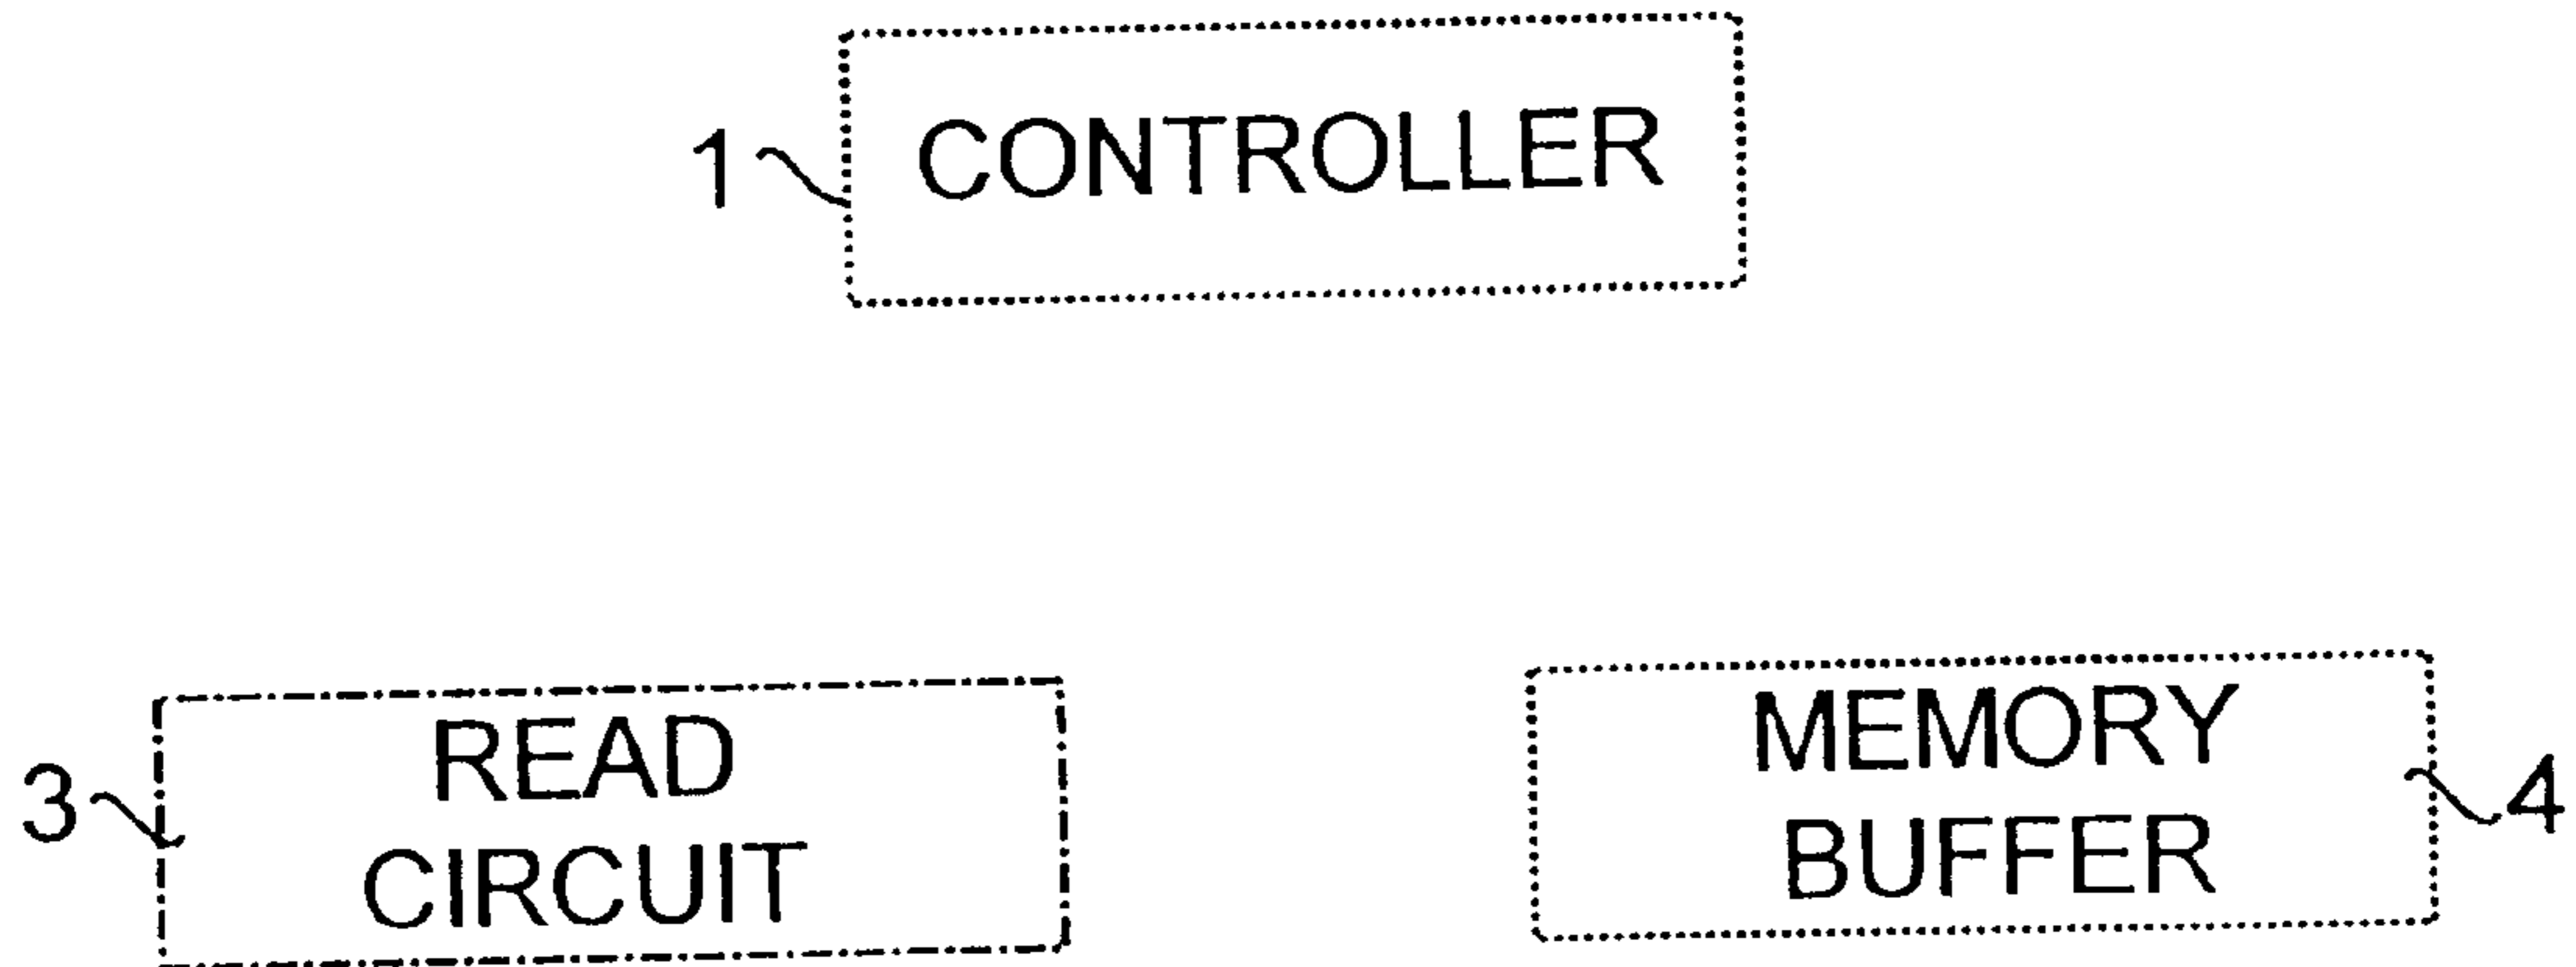 1 CONTROLLER
READ
3
CIRCUIT
MEMORY
4
BUFFER